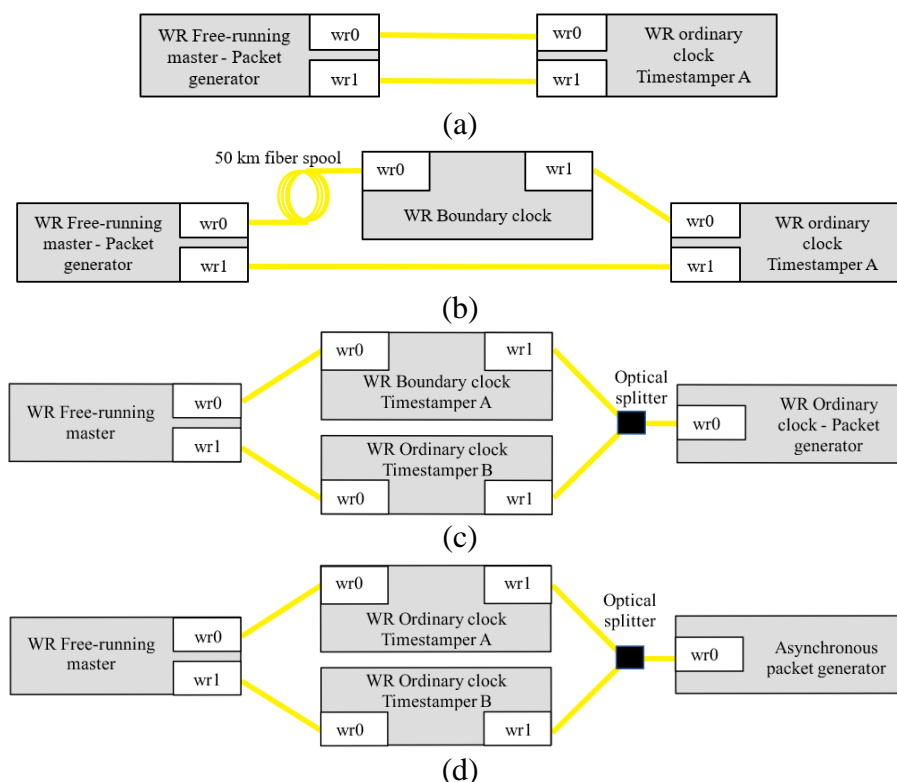 WR Free-running
master - Packet
generator
wr0
wr1
wr0
wr1
WR ordinary
clock
Timestamper A
(a)
50 km fiber spool
wr0
wr1
WR Boundary clock
WR Free-running
master - Packet
generator
wr0
wr1
wr0
wr1
WR ordinary
clock
Timestamper A
(b)
WR Free-running
master
wr0
wr1
wr0
wr1
WR Boundary clock
Timestamper A
WR Ordinary clock
Timestamper B
wr0
wr1
Optical
splitter
wr0
WR Ordinary
clock - Packet
generator
(c)
WR Free-running
master
wr0
wr1
wr0
wr1
WR Ordinary clock
Timestamper A
WR Ordinary clock
Timestamper B
wr0
wr1
Optical
splitter
wr0
Asynchronous
packet generator
(d)